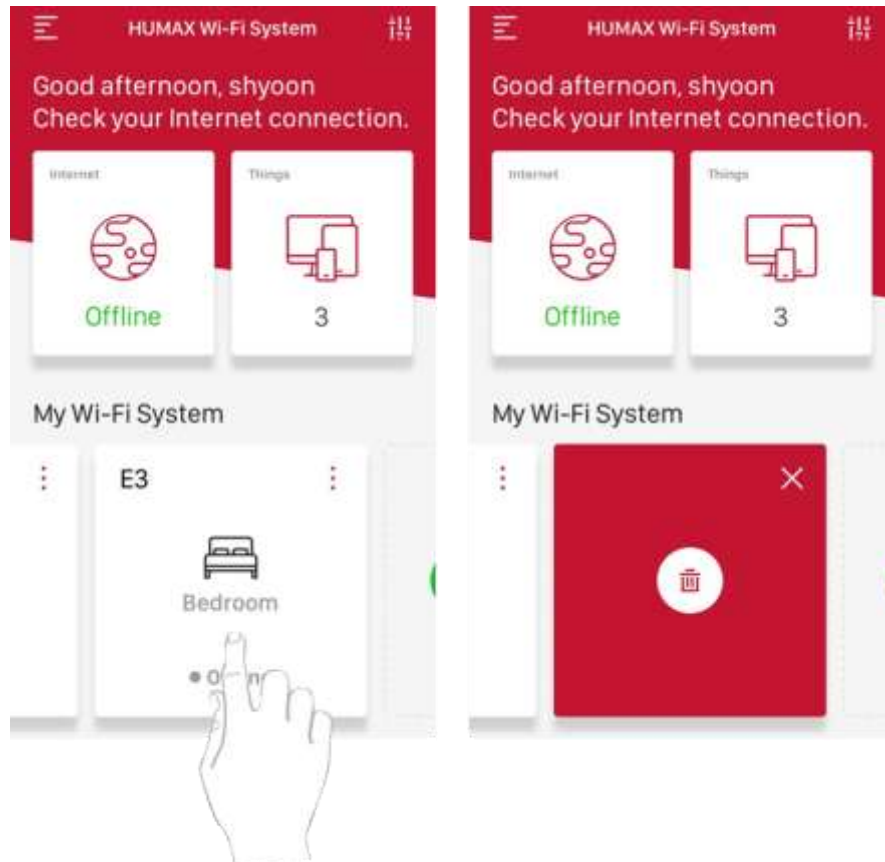 HUMAX Wi-Fi System
Good afternoon, shyoon
Check your Internet connection.
Internet
Things
Offline
3
My Wi-Fi System
E3
Bedroom
HUMAX Wi-Fi System
Good afternoon, shyoon
Check your Internet connection.
Internet
Things
Offline
3
My Wi-Fi System